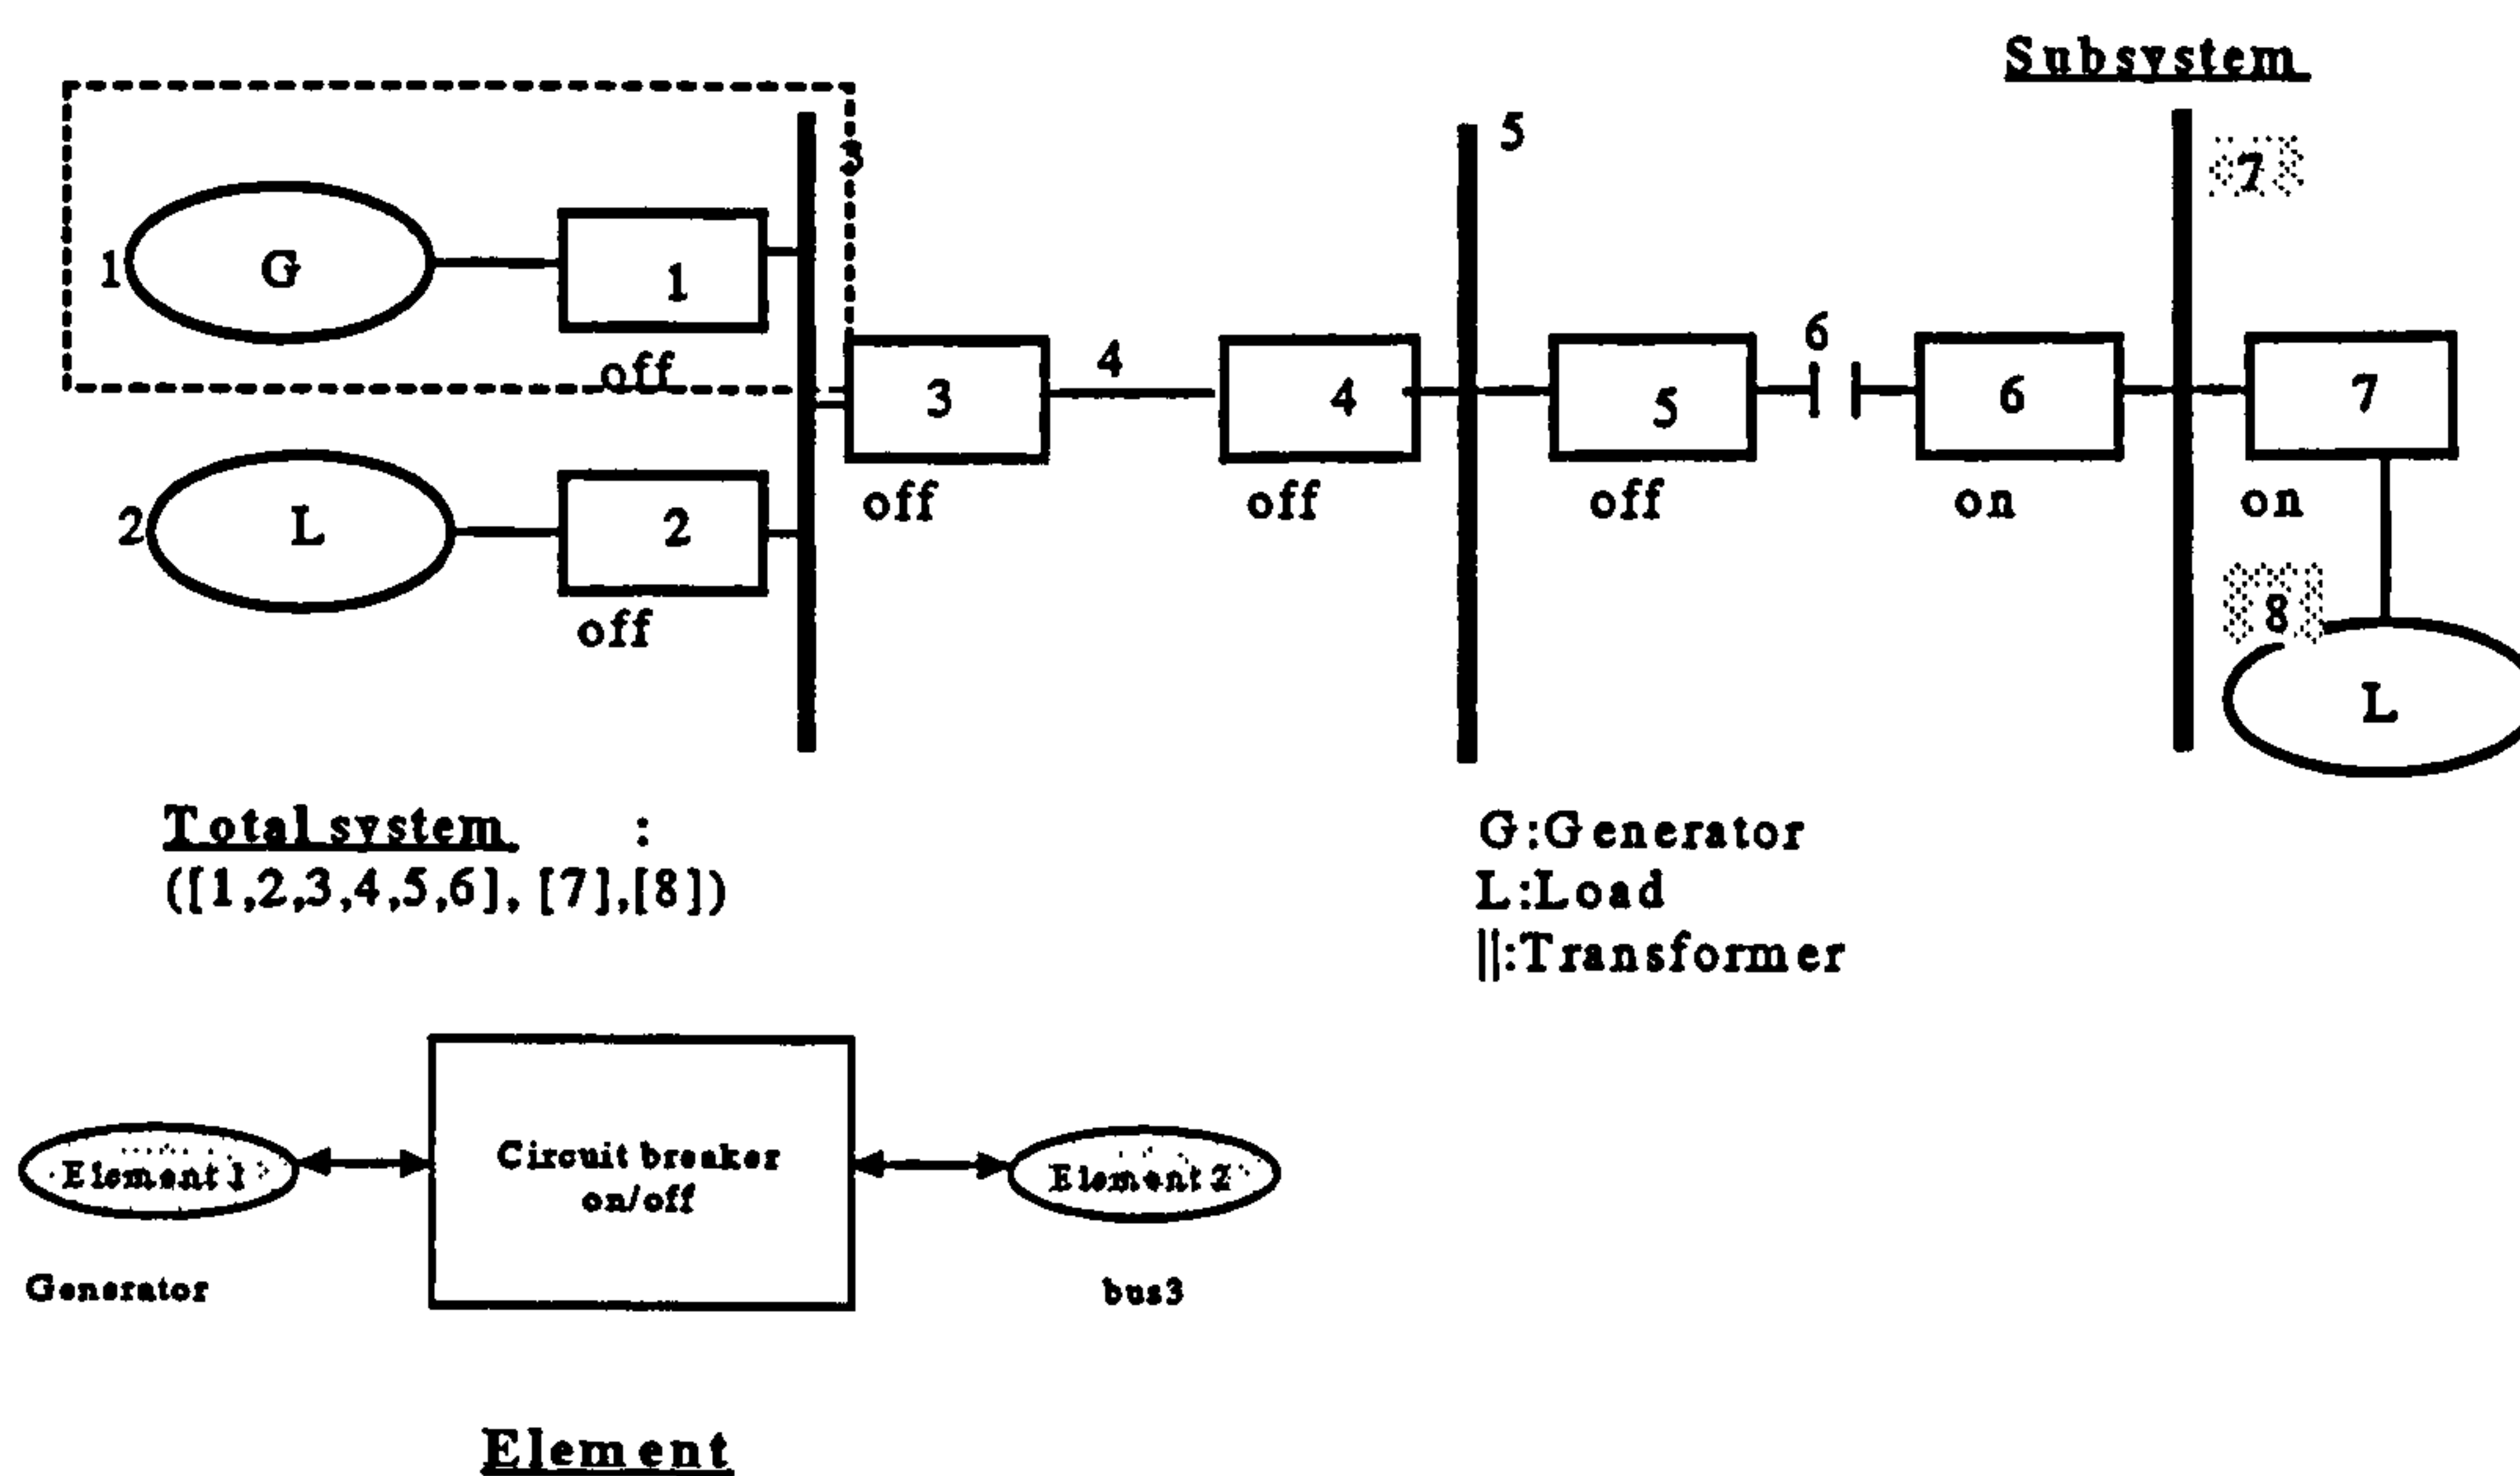 Subsystem
3
5
7
1
G
1
off
2
L
2
off
3
off
4
4
off
5
off
6
6
on
7
on
8
L
Total system :
([1,2,3,4,5,6], [7],[8])
G:Generator
L:Load
||:Transformer
Element 1
Circuit breaker
on/off
Element 2
Generator
bus3
Element